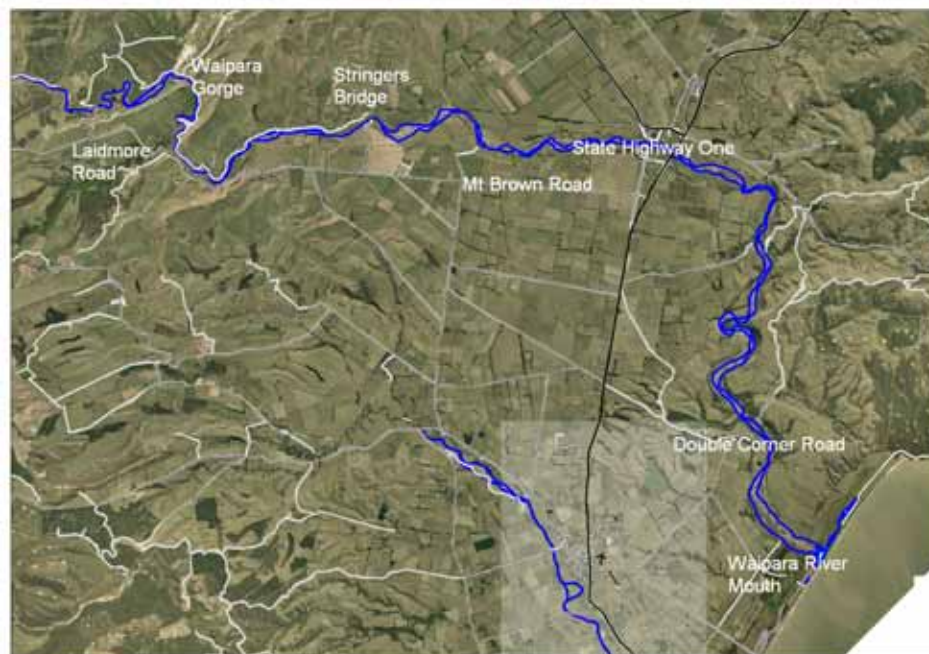 Waipara
Gorge
Stringers
Bridge
Laidmore
Road
State Highway One
Mt Brown Road
Double Corner Road
Waipara River
Mouth